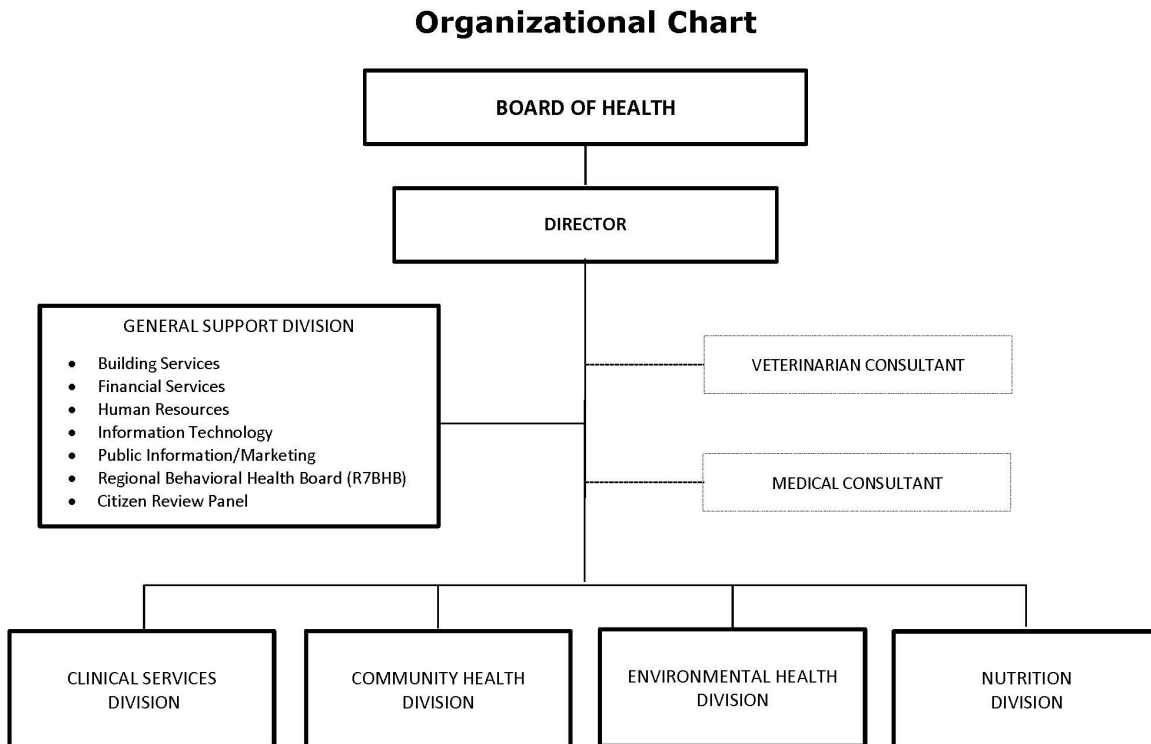 Organizational Chart
BOARD OF HEALTH
DIRECTOR
GENERAL SUPPORT DIVISION
• Building Services
• Financial Services
• Human Resources
• Information Technology
• Public Information/Marketing
• Regional Behavioral Health Board (R7BHB)
• Citizen Review Panel
VETERINARIAN CONSULTANT
MEDICAL CONSULTANT
CLINICAL SERVICES
DIVISION
COMMUNITY HEALTH
DIVISION
ENVIRONMENTAL HEALTH
DIVISION
NUTRITION
DIVISION